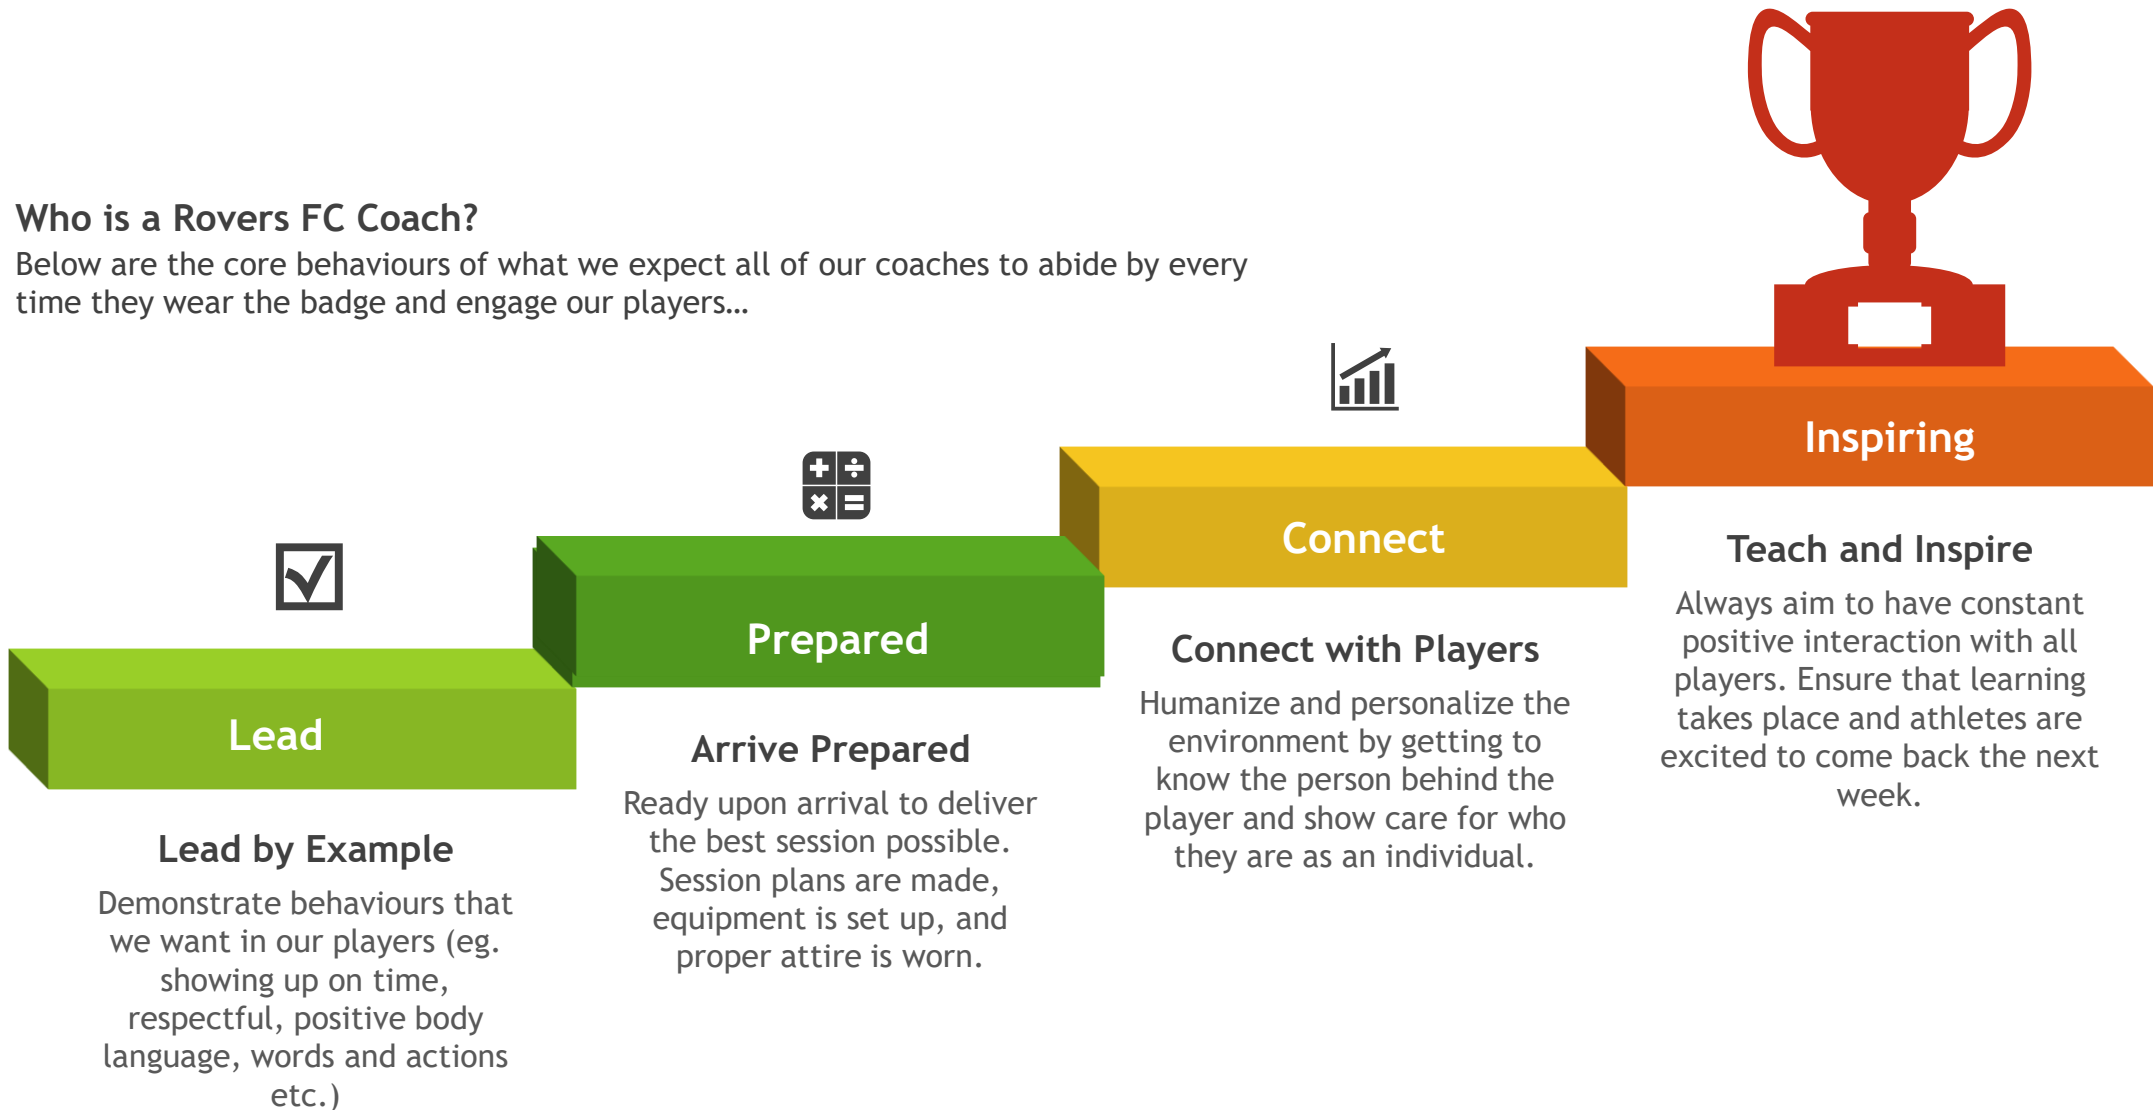 Who is a Rovers FC Coach?
Below are the core behaviours of what we expect all of our coaches to abide by every
time they wear the badge and engage our players…
Lead
Lead by Example
Demonstrate behaviours that
we want in our players (eg.
showing up on time,
respectful, positive body
language, words and actions
etc.)
Prepared
Arrive Prepared
Ready upon arrival to deliver
the best session possible.
Session plans are made,
equipment is set up, and
proper attire is worn.
Connect
Connect with Players
Humanize and personalize the
environment by getting to
know the person behind the
player and show care for who
they are as an individual.
Inspiring
Teach and Inspire
Always aim to have constant
positive interaction with all
players. Ensure that learning
takes place and athletes are
excited to come back the next
week.